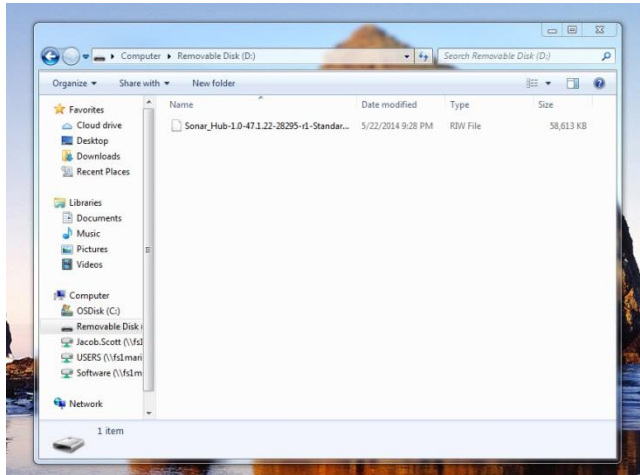 Computer ▸ Removable Disk (D:)
Search Removable Disk (D:)
Organize
Share with
New folder
Name
Date modified
Type
Size
Sonar_Hub-1.0-47.1.22-28295-r1-Standar...
5/22/2014 9:28 PM
RIW File
58,613 KB
Favorites
Cloud drive
Desktop
Downloads
Recent Places
Libraries
Documents
Music
Pictures
Videos
Computer
OSDisk (C:)
Removable Disk (
Jacob.Scott (\\fs1
USERS (\\fs1mari
Software (\\fs1m
Network
1 item